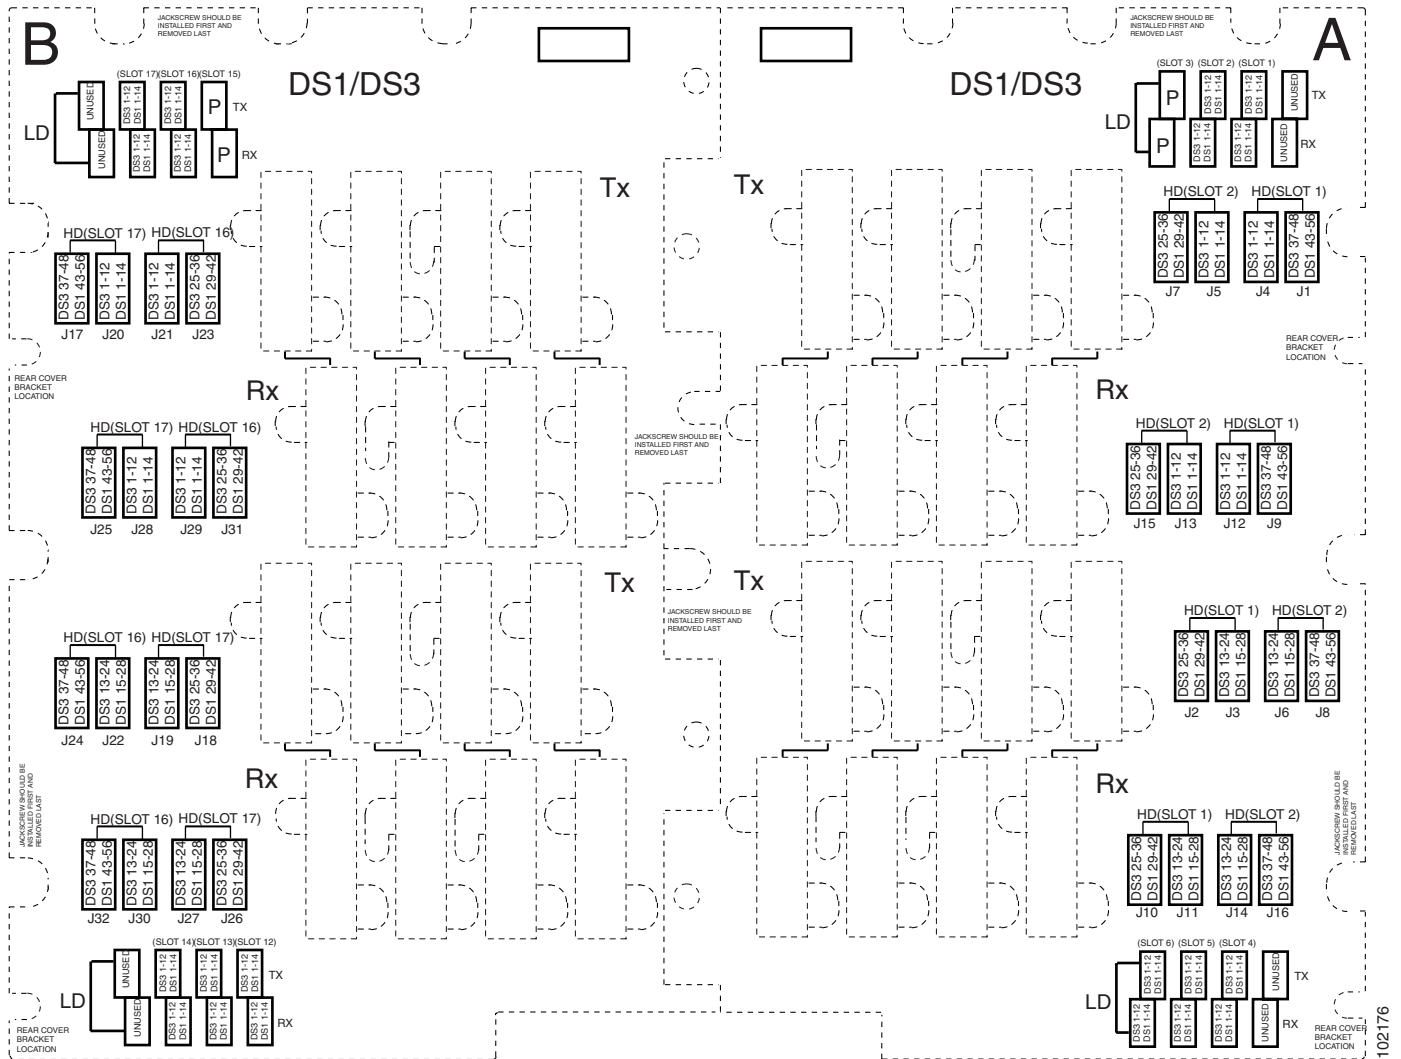 JACKSCREW SHOULD BE
INSTALLED FIRST AND
REMOVED LAST
JACKSCREW SHOULD BE
INSTALLED FIRST AND
REMOVED LAST
B
A
DS1/DS3
DS1/DS3
(SLOT 17)(SLOT 16)(SLOT 15)
UNUSED
DS3 1-12
DS1 1-14
DS3 1-12
DS1 1-14
P
TX
LD
UNUSED
DS3 1-12
DS1 1-14
DS3 1-12
DS1 1-14
P
RX
(SLOT 3) (SLOT 2) (SLOT 1)
P
DS3 1-12
DS1 1-14
DS3 1-12
DS1 1-14
UNUSED
TX
LD
P
DS3 1-12
DS1 1-14
DS3 1-12
DS1 1-14
UNUSED
RX
Tx
Tx
HD(SLOT 17) HD(SLOT 16)
DS3 37-48
DS1 43-56
DS3 1-12
DS1 1-14
DS3 1-12
DS1 1-14
DS3 25-36
DS1 29-42
J17 J20 J21 J23
HD(SLOT 2) HD(SLOT 1)
DS3 25-36
DS1 29-42
DS3 1-12
DS1 1-14
DS3 1-12
DS1 1-14
DS3 37-48
DS1 43-56
J7 J5 J4 J1
REAR COVER
BRACKET
LOCATION
REAR COVER
BRACKET
LOCATION
Rx
Rx
HD(SLOT 17) HD(SLOT 16)
DS3 37-48
DS1 43-56
DS3 1-12
DS1 1-14
DS3 1-12
DS1 1-14
DS3 25-36
DS1 29-42
J25 J28 J29 J31
JACKSCREW SHOULD BE
INSTALLED FIRST AND
REMOVED LAST
HD(SLOT 2) HD(SLOT 1)
DS3 25-36
DS1 29-42
DS3 1-12
DS1 1-14
DS3 1-12
DS1 1-14
DS3 37-48
DS1 43-56
J15 J13 J12 J9
Tx
Tx
JACKSCREW SHOULD BE
INSTALLED FIRST AND
REMOVED LAST
HD(SLOT 16) HD(SLOT 17)
DS3 37-48
DS1 43-56
DS3 13-24
DS1 15-28
DS3 13-24
DS1 15-28
DS3 25-36
DS1 29-42
J24 J22 J19 J18
HD(SLOT 1) HD(SLOT 2)
DS3 25-36
DS1 29-42
DS3 13-24
DS1 15-28
DS3 13-24
DS1 15-28
DS3 37-48
DS1 43-56
J2 J3 J6 J8
Rx
Rx
JACKSCREW SHOULD BE
INSTALLED FIRST AND
REMOVED LAST
JACKSCREW SHOULD BE
INSTALLED FIRST AND
REMOVED LAST
HD(SLOT 16) HD(SLOT 17)
DS3 37-48
DS1 43-56
DS3 13-24
DS1 15-28
DS3 13-24
DS1 15-28
DS3 25-36
DS1 29-42
J32 J30 J27 J26
HD(SLOT 1) HD(SLOT 2)
DS3 25-36
DS1 29-42
DS3 13-24
DS1 15-28
DS3 13-24
DS1 15-28
DS3 37-48
DS1 43-56
J10 J11 J14 J16
(SLOT 14)(SLOT 13)(SLOT 12)
UNUSED
DS3 1-12
DS1 1-14
DS3 1-12
DS1 1-14
DS3 1-12
DS1 1-14
TX
LD
UNUSED
DS3 1-12
DS1 1-14
DS3 1-12
DS1 1-14
DS3 1-12
DS1 1-14
RX
(SLOT 6) (SLOT 5) (SLOT 4)
DS3 1-12
DS1 1-14
DS3 1-12
DS1 1-14
DS3 1-12
DS1 1-14
UNUSED
TX
LD
DS3 1-12
DS1 1-14
DS3 1-12
DS1 1-14
DS3 1-12
DS1 1-14
UNUSED
RX
REAR COVER
BRACKET
LOCATION
REAR COVER
BRACKET
LOCATION
102176